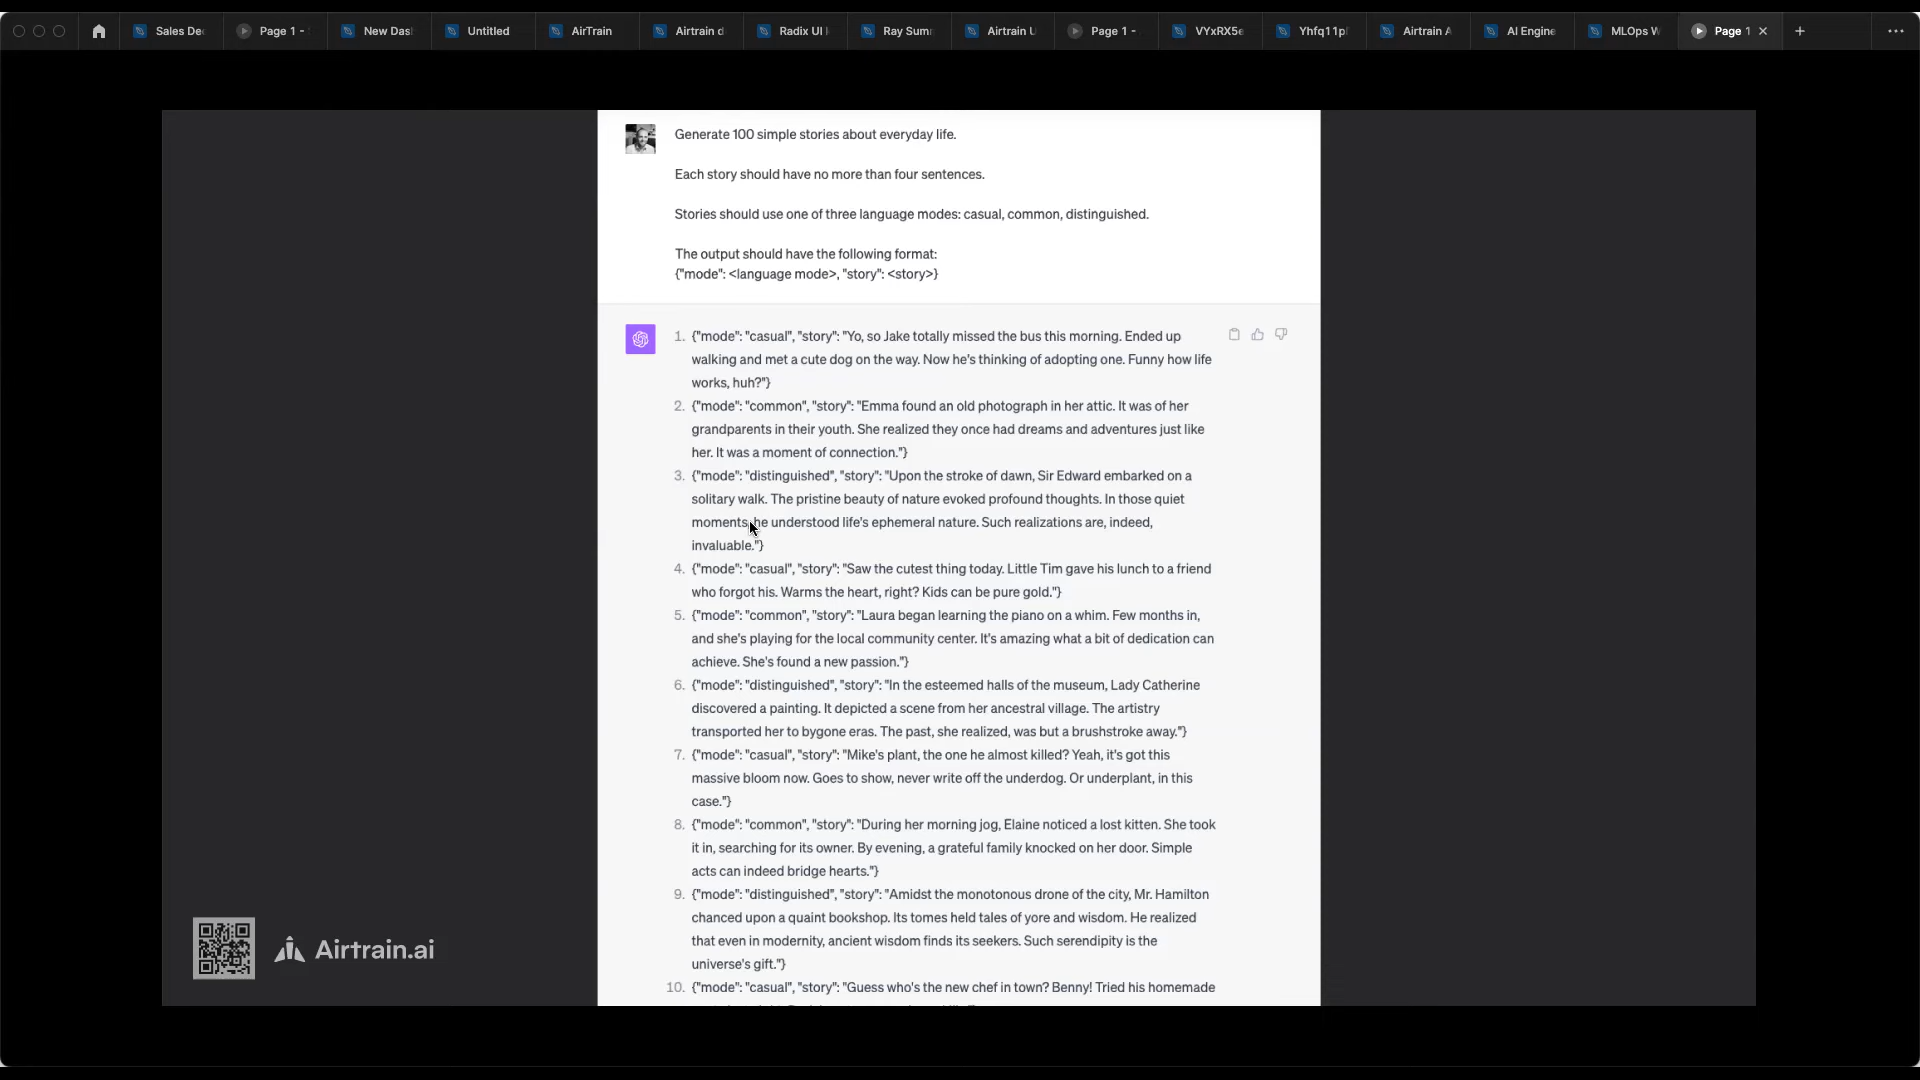 Sales De
Page 1 -
New Das
Untitled
AirTrain
Airtrain d
Radix UI
Ray Sum
Airtrain U
Page 1 -
VYxRX5e
Yhfq11p
Airtrain A
AI Engine
MLOps W
Page 1
Generate 100 simple stories about everyday life.
Each story should have no more than four sentences.
Stories should use one of three language modes: casual, common, distinguished.
The output should have the following format:
{"mode": <language mode>, "story": <story>}
1. {"mode": "casual", "story": "Yo, so Jake totally missed the bus this morning. Ended up
walking and met a cute dog on the way. Now he's thinking of adopting one. Funny how life
works, huh?"}
2. {"mode": "common", "story": "Emma found an old photograph in her attic. It was of her
grandparents in their youth. She realized they once had dreams and adventures just like
her. It was a moment of connection."}
3. {"mode": "distinguished", "story": "Upon the stroke of dawn, Sir Edward embarked on a
solitary walk. The pristine beauty of nature evoked profound thoughts. In those quiet
moments, he understood life's ephemeral nature. Such realizations are, indeed,
invaluable."}
4. {"mode": "casual", "story": "Saw the cutest thing today. Little Tim gave his lunch to a friend
who forgot his. Warms the heart, right? Kids can be pure gold."}
5. {"mode": "common", "story": "Laura began learning the piano on a whim. Few months in,
and she's playing for the local community center. It's amazing what a bit of dedication can
achieve. She's found a new passion."}
6. {"mode": "distinguished", "story": "In the esteemed halls of the museum, Lady Catherine
discovered a painting. It depicted a scene from her ancestral village. The artistry
transported her to bygone eras. The past, she realized, was but a brushstroke away."}
7. {"mode": "casual", "story": "Mike's plant, the one he almost killed? Yeah, it's got this
massive bloom now. Goes to show, never write off the underdog. Or underplant, in this
case."}
8. {"mode": "common", "story": "During her morning jog, Elaine noticed a lost kitten. She took
it in, searching for its owner. By evening, a grateful family knocked on her door. Simple
acts can indeed bridge hearts."}
9. {"mode": "distinguished", "story": "Amidst the monotonous drone of the city, Mr. Hamilton
chanced upon a quaint bookshop. Its tomes held tales of yore and wisdom. He realized
that even in modernity, ancient wisdom finds its seekers. Such serendipity is the
universe's gift."}
10. {"mode": "casual", "story": "Guess who's the new chef in town? Benny! Tried his homemade
Airtrain.ai